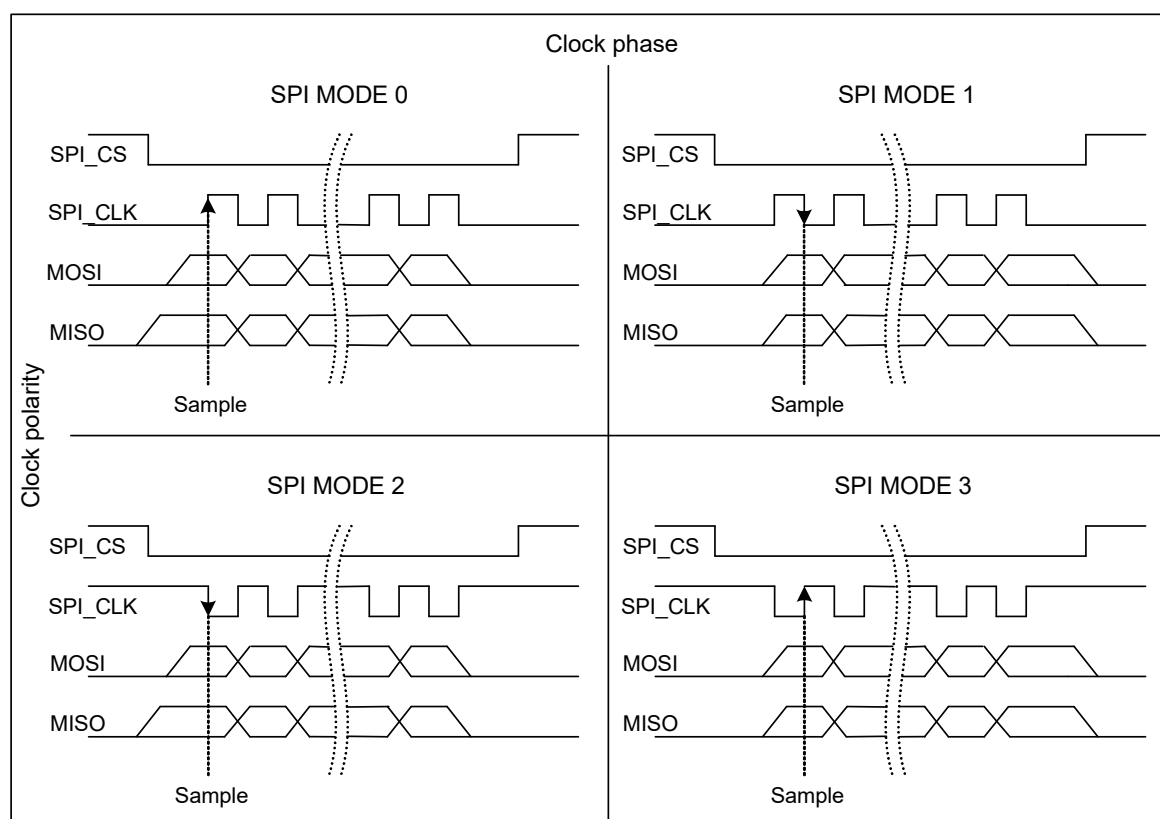 Clock phase
SPI MODE 0
SPI_CS
SPI_CLK
MOSI
MISO
Sample
SPI MODE 1
SPI_CS
SPI_CLK
MOSI
MISO
Sample
Clock polarity
SPI MODE 2
SPI_CS
SPI_CLK
MOSI
MISO
Sample
SPI MODE 3
SPI_CS
SPI_CLK
MOSI
MISO
Sample